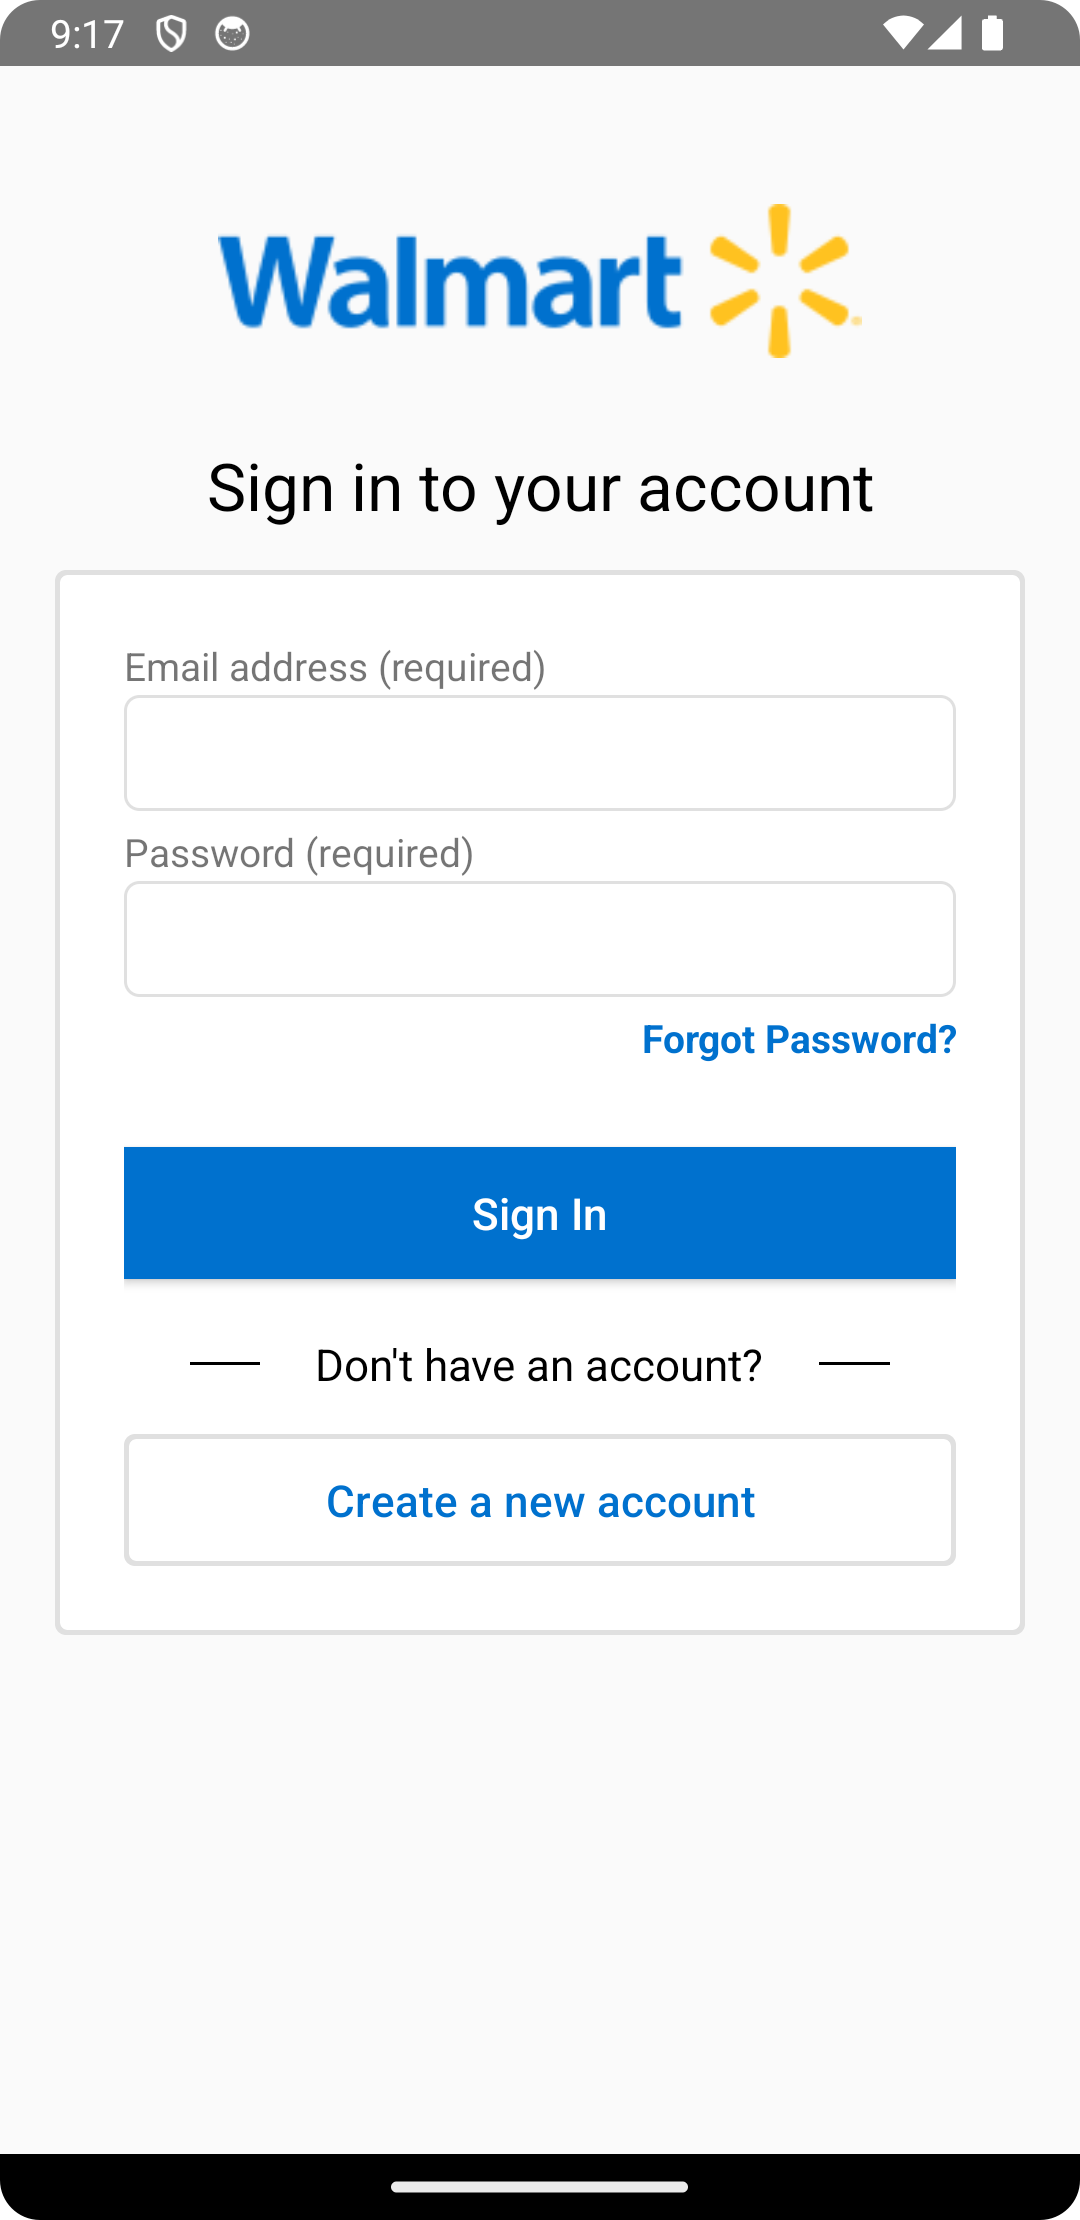 9:17
Walmart
Sign in to your account
Email address (required)
Password (required)
Forgot Password?
Sign In
Don't have an account?
Create a new account